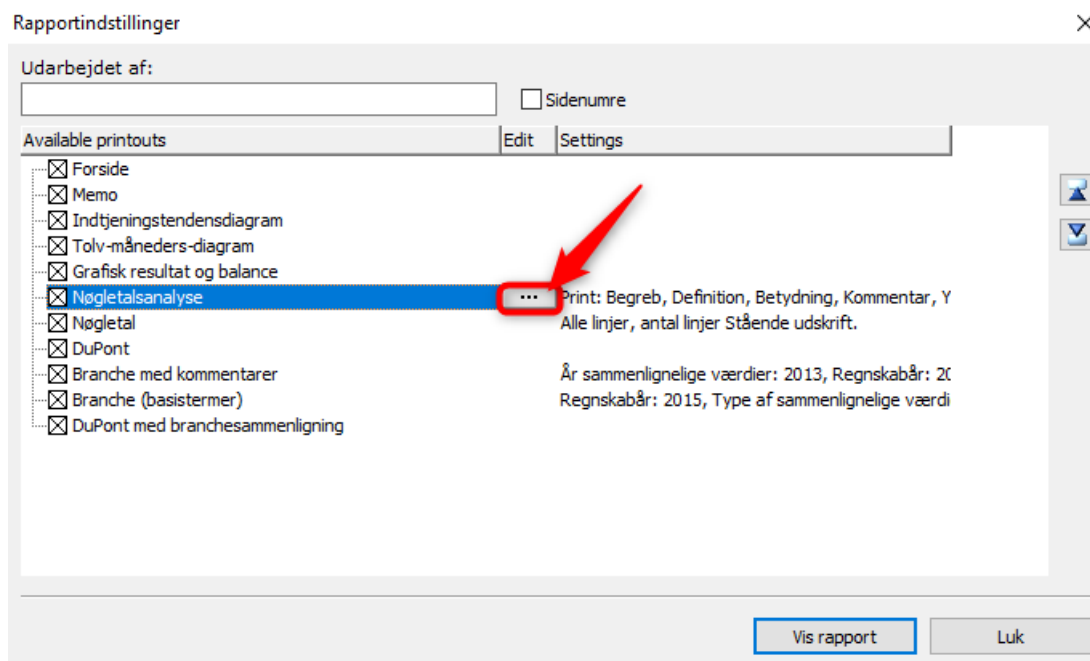 Rapportindstillinger
Udarbejdet af:
Sidenumre
Available printouts Edit Settings
Forside
Memo
Indtjeningstendensdiagram
Tolv-måneders-diagram
Grafisk resultat og balance
Nøgletalsanalyse ... Print: Begreb, Definition, Betydning, Kommentar, Y
Nøgletal Alle linjer, antal linjer Stående udskrift.
DuPont
Branche med kommentarer År sammenlignelige værdier: 2013, Regnskabår: 20
Branche (basistermer) Regnskabår: 2015, Type af sammenlignelige værdi
DuPont med branchesammenligning
Vis rapport Luk